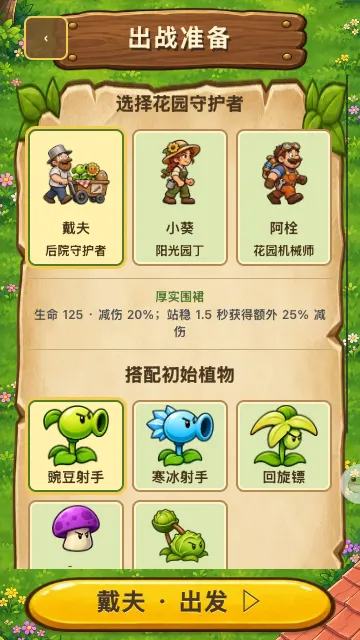 ‹
出战准备
选择花园守护者
戴夫
后院守护者
小葵
阳光园丁
阿栓
花园机械师
厚实围裙
生命 125 · 减伤 20%；站稳 1.5 秒获得额外 25% 减
伤
搭配初始植物
豌豆射手
寒冰射手
回旋镖
戴夫 · 出发 ▷